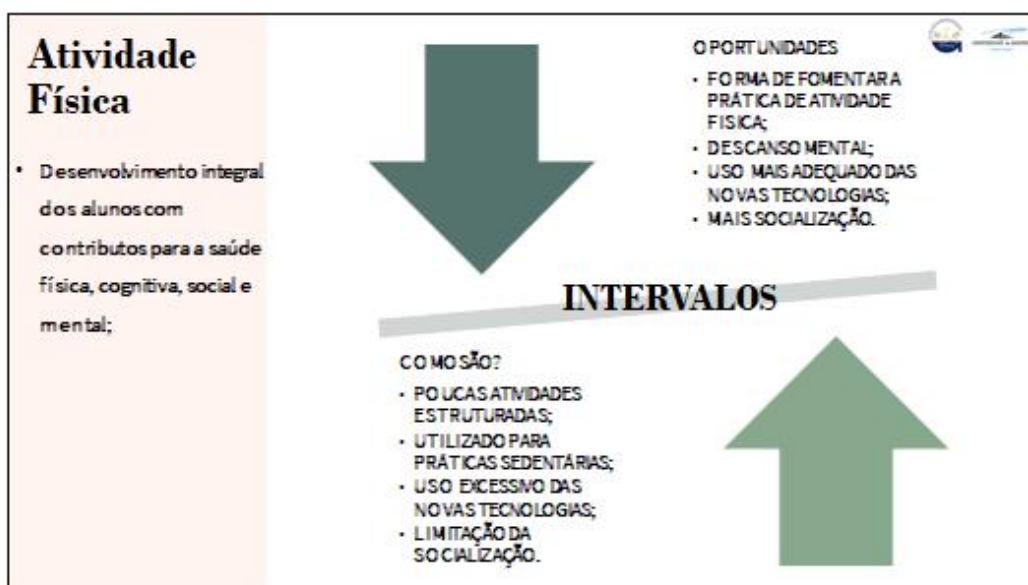 Atividade
Física
• Desenvolvimento integral
dos alunos com
contributos para a saúde
física, cognitiva, social e
mental;
OPORTUNIDADES
• FORMA DE FOMENTAR A
PRÁTICA DE ATIVIDADE
FISICA;
• DESCANSO MENTAL;
• USO MAIS ADEQUADO DAS
NOVAS TECNOLOGIAS;
• MAIS SOCIALIZAÇÃO.
INTERVALOS
COMO SÃO?
• POUCAS ATIVIDADES
ESTRUTURADAS;
• UTILIZADO PARA
PRÁTICAS SEDENTÁRIAS;
• USO EXCESSIVO DAS
NOVAS TECNOLOGIAS;
• LIMITAÇÃO DA
SOCIALIZAÇÃO.